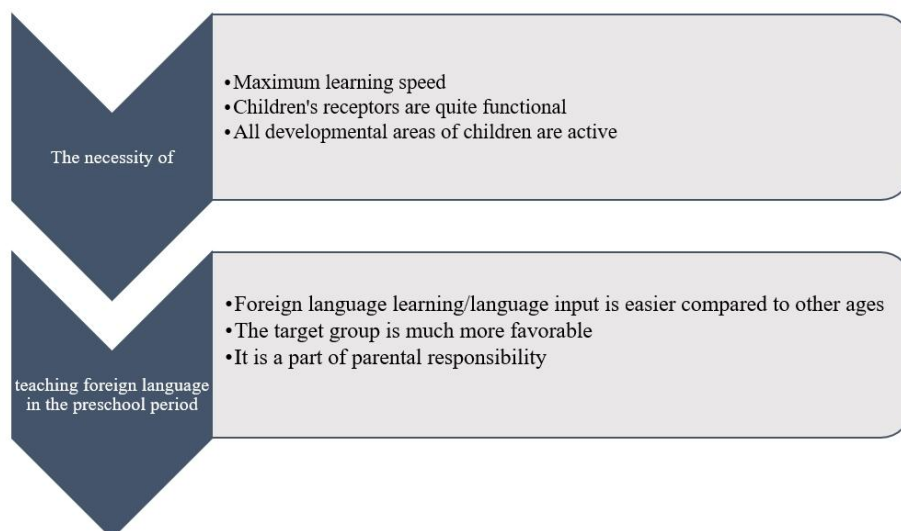 The necessity of
•Maximum learning speed
•Children's receptors are quite functional
•All developmental areas of children are active
teaching foreign language
in the preschool period
•Foreign language learning/language input is easier compared to other ages
•The target group is much more favorable
•It is a part of parental responsibility